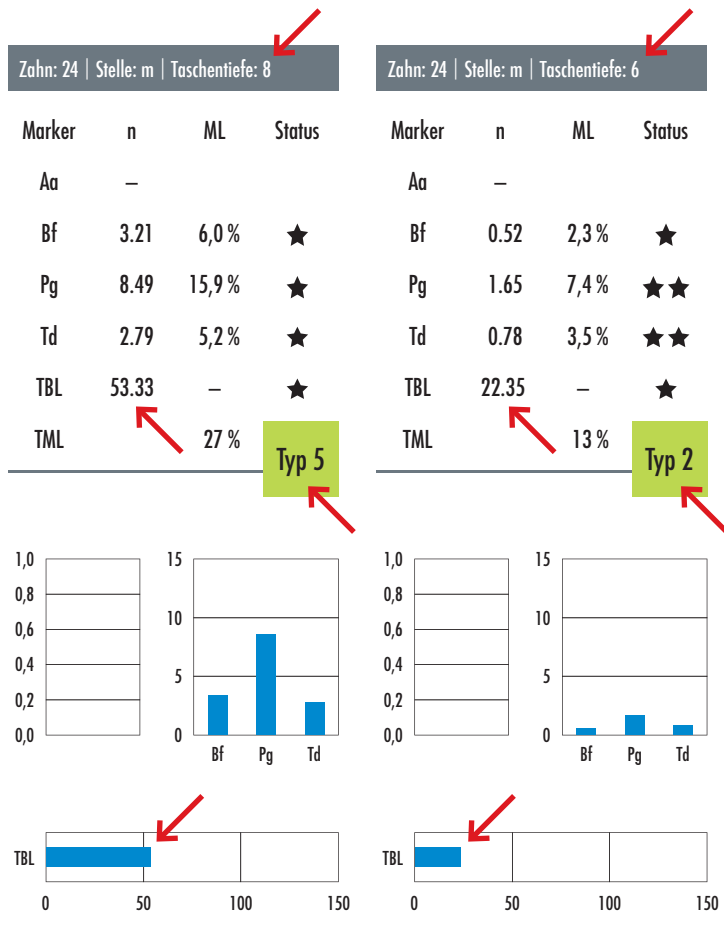 Zahn: 24 | Stelle: m | Taschentiefe: 8
Marker n ML Status
Aa –
Bf 3.21 6,0 % ★
Pg 8.49 15,9 % ★
Td 2.79 5,2 % ★
TBL 53.33 – ★
TML 27 %
Typ 5
1,0
0,8
0,6
0,4
0,2
0,0
15
10
5
0
Bf Pg Td
TBL
0 50 100 150
Zahn: 24 | Stelle: m | Taschentiefe: 6
Marker n ML Status
Aa –
Bf 0.52 2,3 % ★
Pg 1.65 7,4 % ★★
Td 0.78 3,5 % ★★
TBL 22.35 – ★
TML 13 %
Typ 2
1,0
0,8
0,6
0,4
0,2
0,0
15
10
5
0
Bf Pg Td
TBL
0 50 100 150